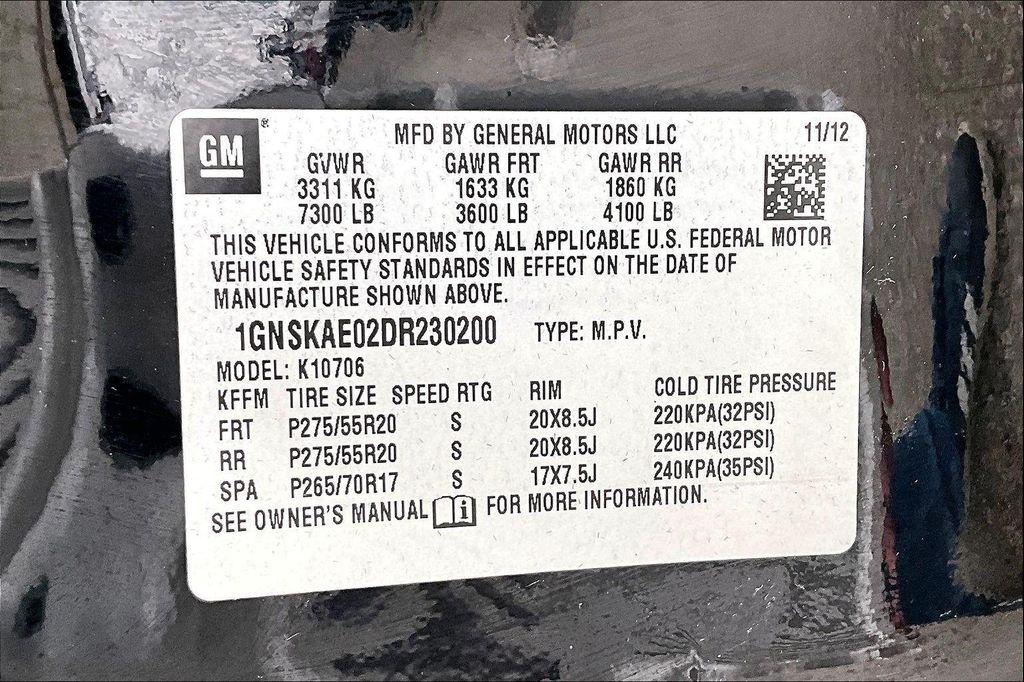 GM®
MFD BY GENERAL MOTORS LLC 11/12
GVWR GAWR FRT GAWR RR
3311 KG 1633 KG 1860 KG
7300 LB 3600 LB 4100 LB
THIS VEHICLE CONFORMS TO ALL APPLICABLE U.S. FEDERAL MOTOR
VEHICLE SAFETY STANDARDS IN EFFECT ON THE DATE OF
MANUFACTURE SHOWN ABOVE.
1GNSKAE02DR230200 TYPE: M.P.V.
MODEL: K10706
KFFM TIRE SIZE SPEED RTG RIM COLD TIRE PRESSURE
FRT P275/55R20 S 20X8.5J 220KPA(32PSI)
RR P275/55R20 S 20X8.5J 220KPA(32PSI)
SPA P265/70R17 S 17X7.5J 240KPA(35PSI)
SEE OWNER'S MANUAL i FOR MORE INFORMATION.